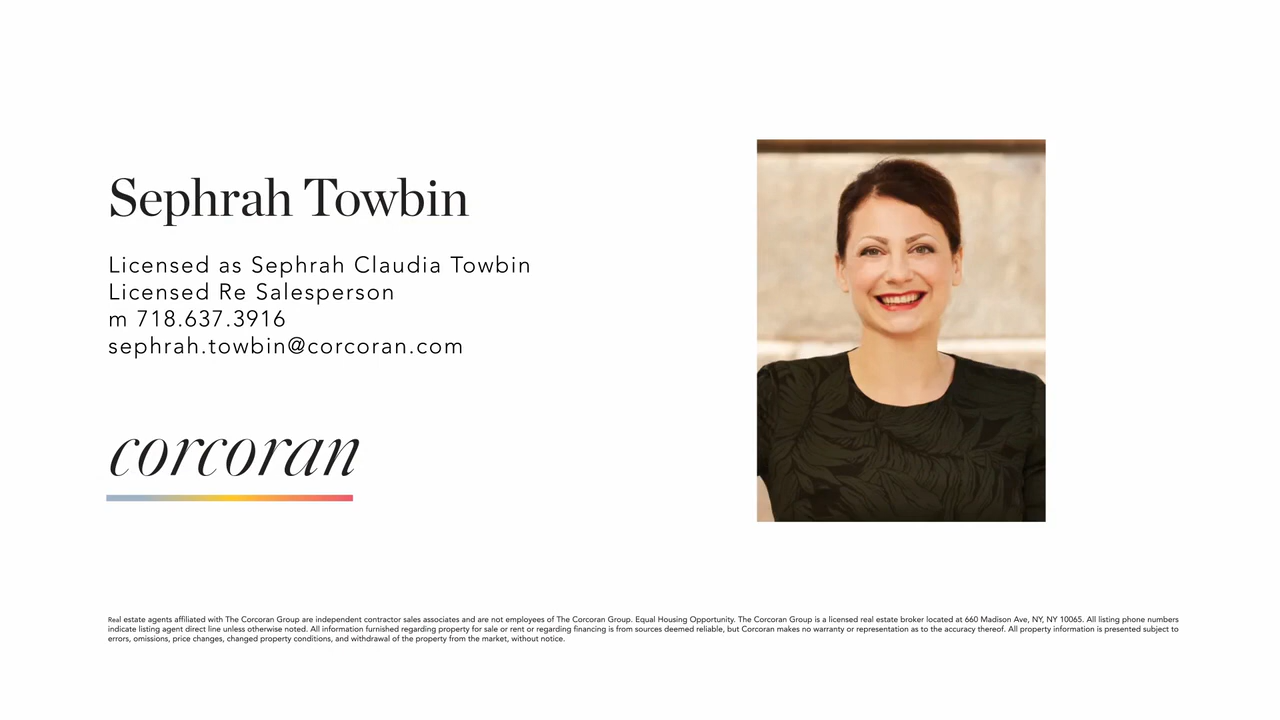 Sephrah Towbin
Licensed as Sephrah Claudia Towbin
Licensed Re Salesperson
m 718.637.3916
sephrah.towbin@corcoran.com
corcoran
Real estate agents affiliated with The Corcoran Group are independent contractor sales associates and are not employees of The Corcoran Group. Equal Housing Opportunity. The Corcoran Group is a licensed real estate broker located at 660 Madison Ave, NY, NY 10065. All listing phone numbers
indicate listing agent direct line unless otherwise noted. All information furnished regarding property for sale or rent or regarding financing is from sources deemed reliable, but Corcoran makes no warranty or representation as to the accuracy thereof. All property information is presented subject to
errors, omissions, price changes, changed property conditions, and withdrawal of the property from the market, without notice.